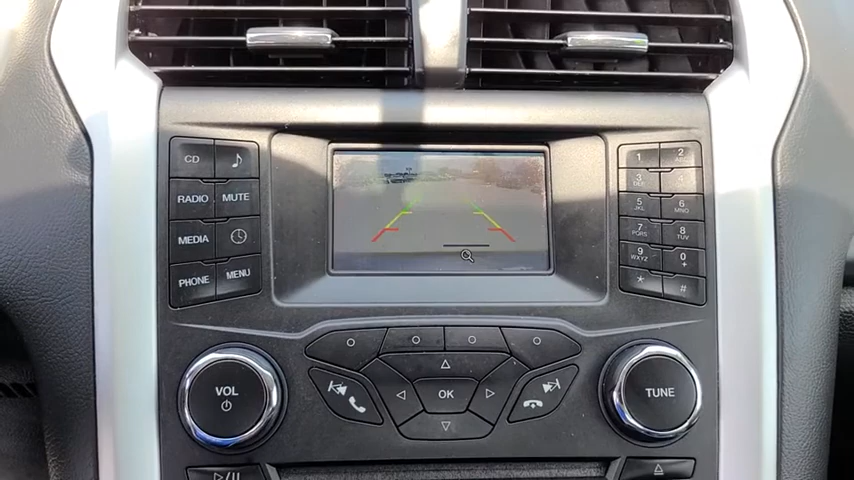 CD
RADIO MUTE
MEDIA
PHONE MENU
1 2 ABC
3 DEF 4
5 JKL 6 MNO
7 PQRS 8 TUV
9 WXYZ 0 +
* #
VOL
OK
TUNE